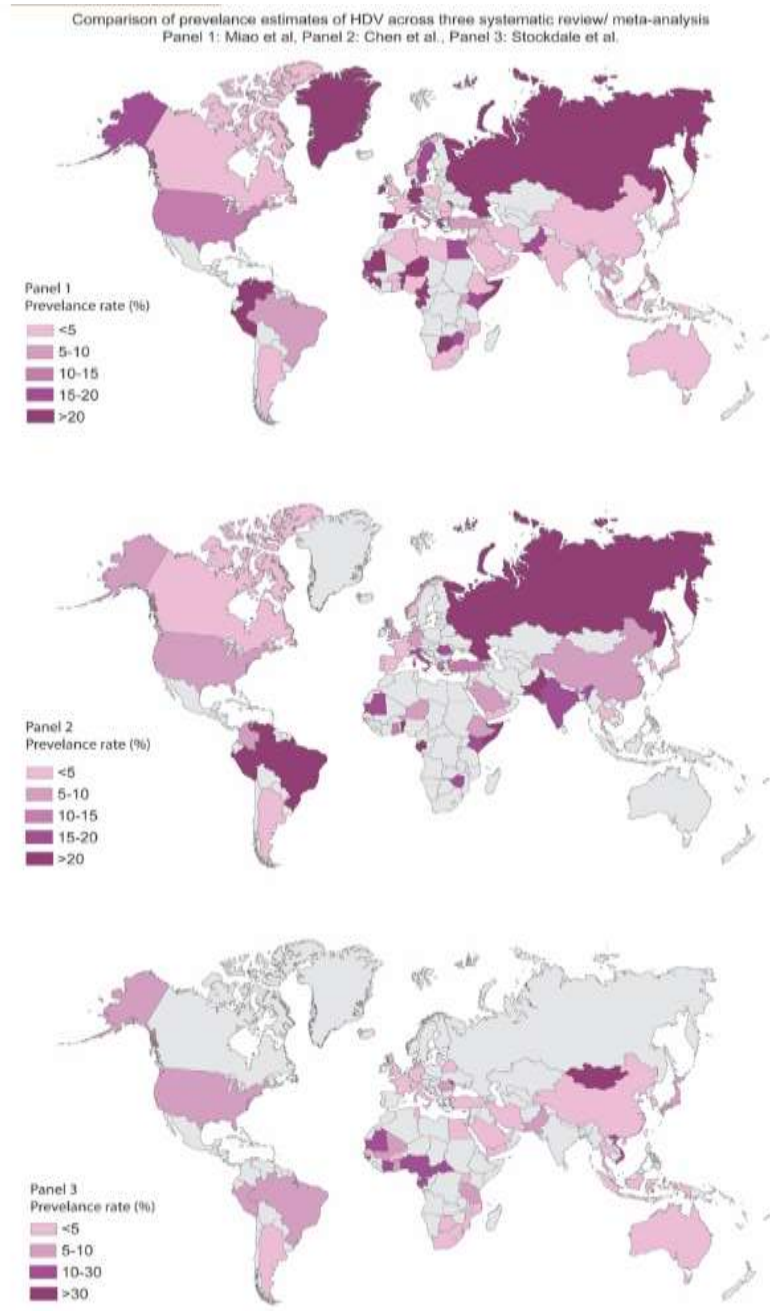 Comparison of prevelance estimates of HDV across three systematic review/ meta-analysis
Panel 1: Miao et al, Panel 2: Chen et al., Panel 3: Stockdale et al.
Panel 1
Prevelance rate (%)
<5
5-10
10-15
15-20
>20
Panel 2
Prevelance rate (%)
<5
5-10
10-15
15-20
>20
Panel 3
Prevelance rate (%)
<5
5-10
10-30
>30